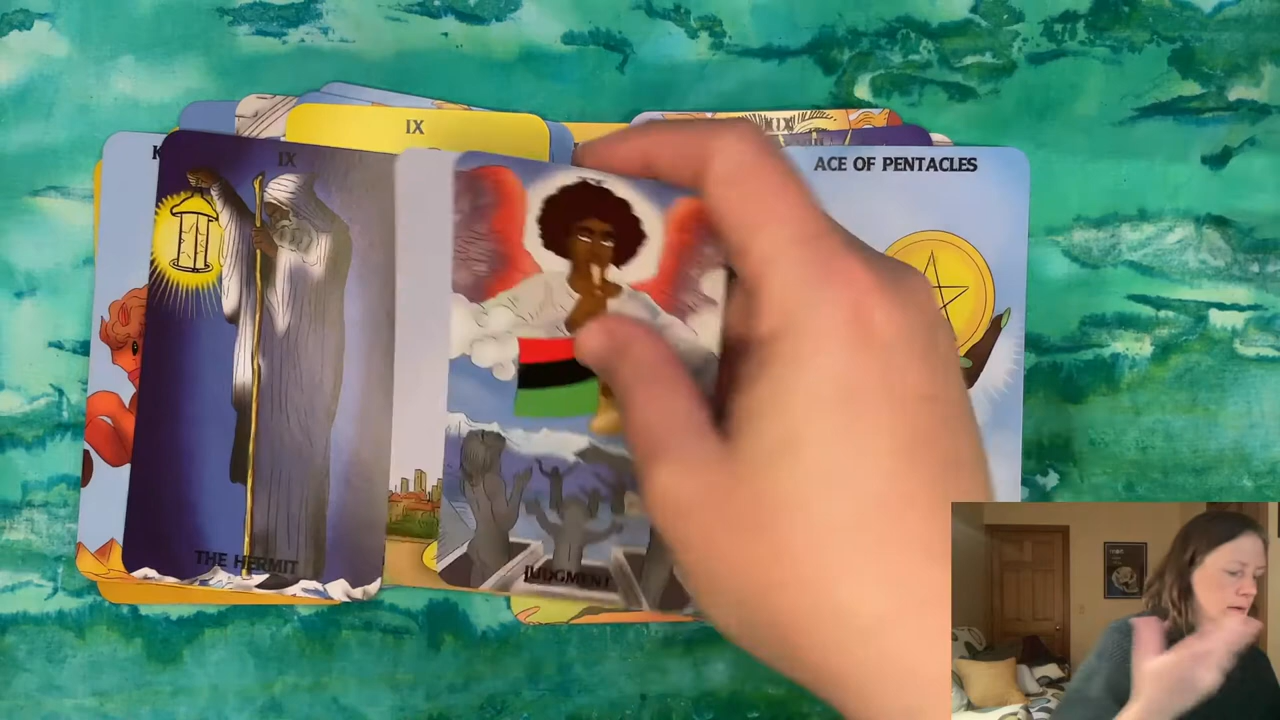 IX
K
IX
ACE OF PENTACLES
THE HERMIT
JUDGMENT